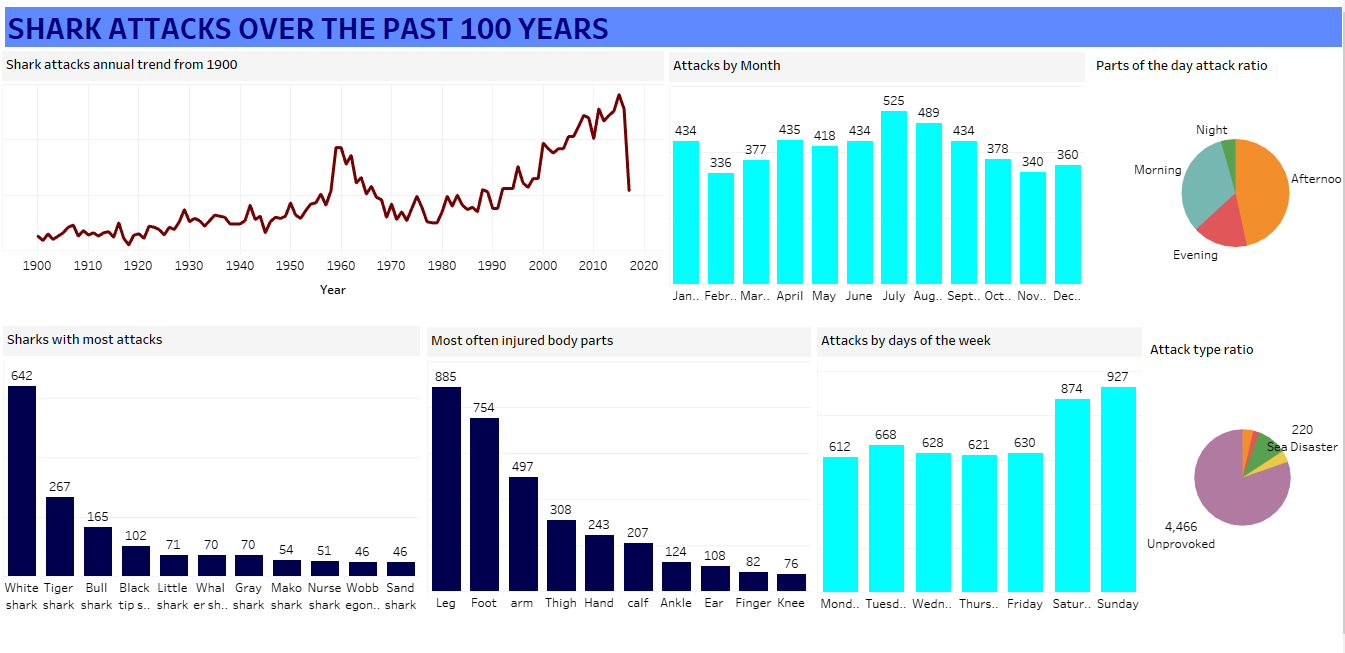 SHARK ATTACKS OVER THE PAST 100 YEARS
Shark attacks annual trend from 1900
1900 1910 1920 1930 1940 1950 1960 1970 1980 1990 2000 2010 2020
Year
Attacks by Month
434 336 377 435 418 434 525 489 434 378 340 360
Jan.. Febr.. Mar.. April May June July Aug.. Sept.. Oct.. Nov.. Dec..
Parts of the day attack ratio
Night
Morning
Afternoo
Evening
Sharks with most attacks
642 267 165 102 71 70 70 54 51 46 46
White Tiger Bull Black Little Whal Gray Mako Nurse Wobb Sand
shark shark shark tip s.. shark er sh.. shark shark shark egon.. shark
Most often injured body parts
885 754 497 308 243 207 124 108 82 76
Leg Foot arm Thigh Hand calf Ankle Ear Finger Knee
Attacks by days of the week
612 668 628 621 630 874 927
Mond.. Tuesd.. Wedn.. Thurs.. Friday Satur.. Sunday
Attack type ratio
220
Sea Disaster
4,466
Unprovoked